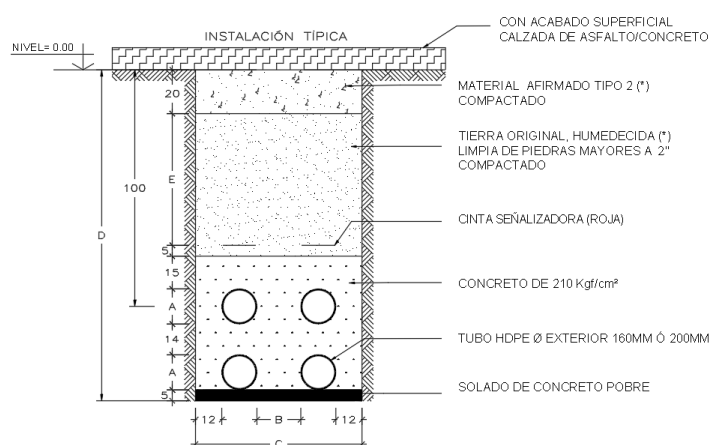 INSTALACIÓN TÍPICA
CON ACABADO SUPERFICIAL
CALZADA DE ASFALTO/CONCRETO
NIVEL= 0.00
MATERIAL AFIRMADO TIPO 2 (*)
COMPACTADO
20
TIERRA ORIGINAL, HUMEDECIDA (*)
LIMPIA DE PIEDRAS MAYORES A 2"
COMPACTADO
E
100
D
CINTA SEÑALIZADORA (ROJA)
5
15
CONCRETO DE 210 Kgf/cm²
A
14
TUBO HDPE Ø EXTERIOR 160MM Ó 200MM
A
SOLADO DE CONCRETO POBRE
5
12 B 12
C